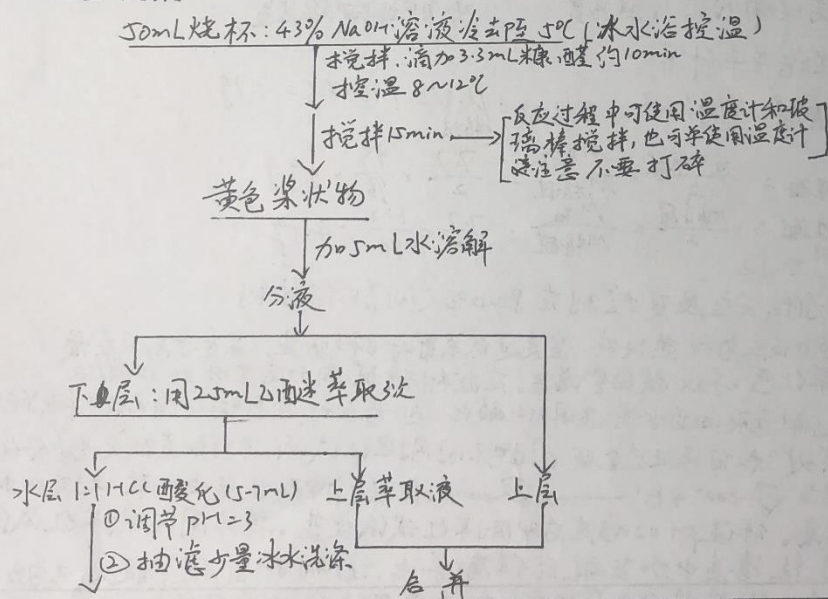 50mL烧杯:43% NaOH溶液冷去P至5℃(冰水浴控温)
搅拌.滴加3.3mL糠醛约10min
控温8~12℃
搅拌15min
反应过程中可使用温度计和玻
璃棒搅拌,也可单使用温度计
注意不要打碎
黄色浆状物
加5mL水溶解
分液
下层:用25mL乙醚萃取3次
水层 1:1 HCl酸化(5-7mL)
上层萃取液
上层
①调节PH=3
②抽滤少量冰水洗涤
合并